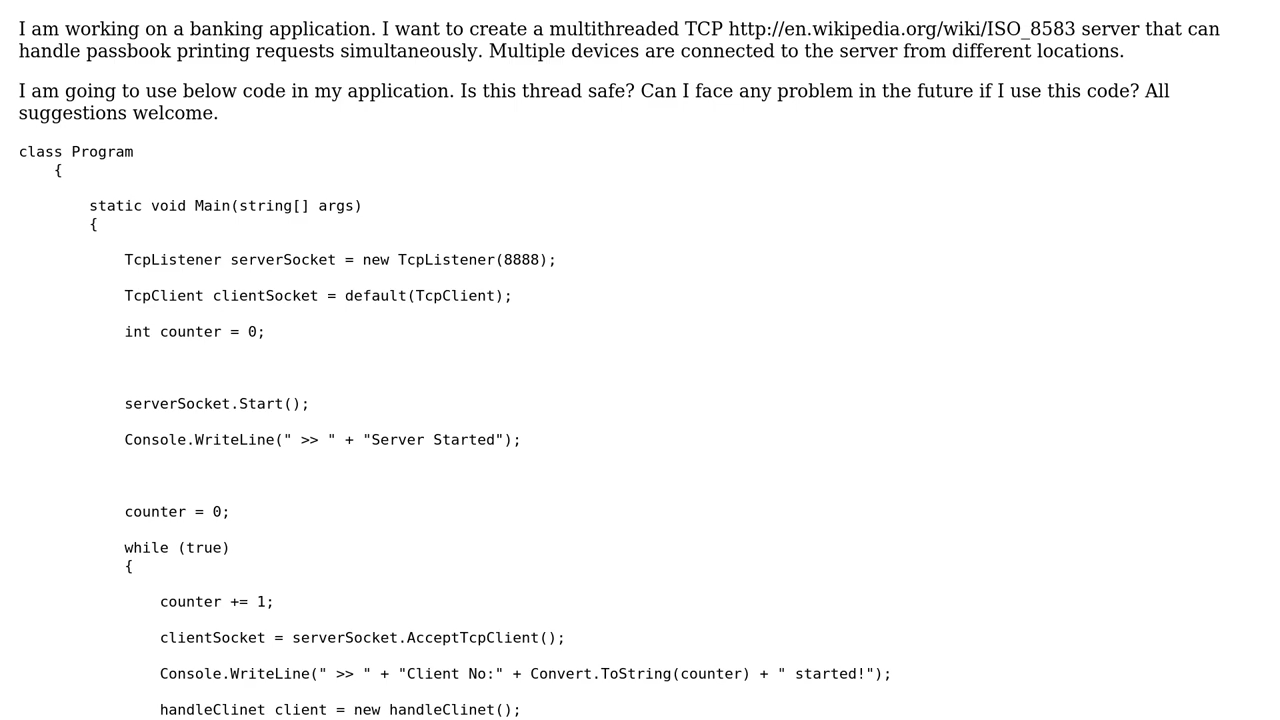 I am working on a banking application. I want to create a multithreaded TCP http://en.wikipedia.org/wiki/ISO_8583 server that can
handle passbook printing requests simultaneously. Multiple devices are connected to the server from different locations.
I am going to use below code in my application. Is this thread safe? Can I face any problem in the future if I use this code? All
suggestions welcome.
class Program
{
static void Main(string[] args)
{
TcpListener serverSocket = new TcpListener(8888);
TcpClient clientSocket = default(TcpClient);
int counter = 0;
serverSocket.Start();
Console.WriteLine(" >> " + "Server Started");
counter = 0;
while (true)
{
counter += 1;
clientSocket = serverSocket.AcceptTcpClient();
Console.WriteLine(" >> " + "Client No:" + Convert.ToString(counter) + " started!");
handleClinet client = new handleClinet();